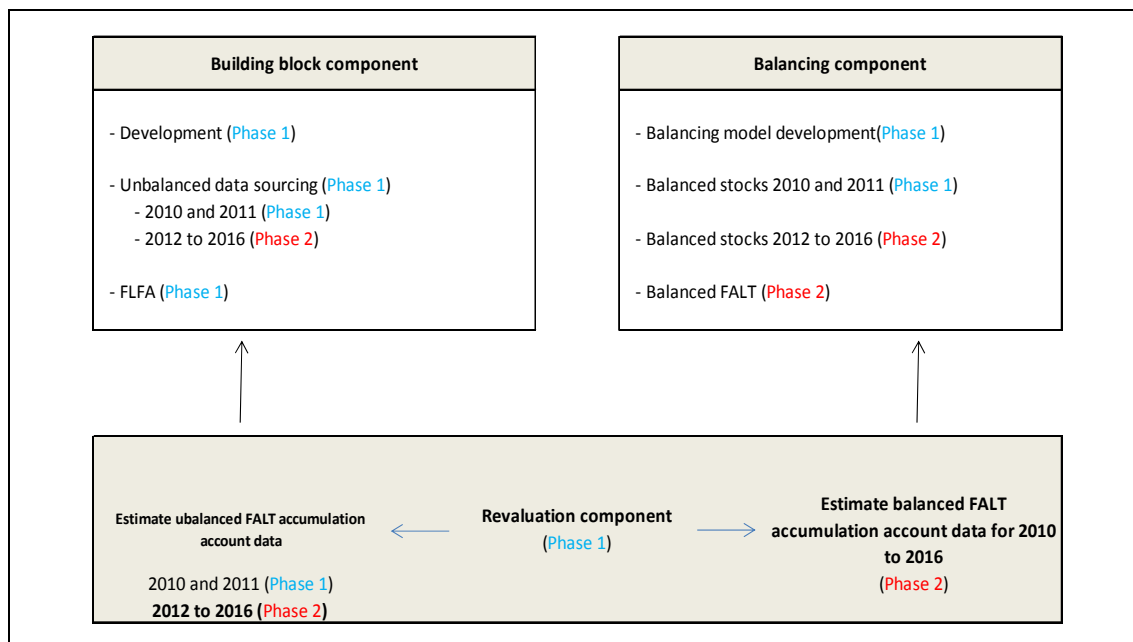 Building block component
- Development (Phase 1)
- Unbalanced data sourcing (Phase 1)
- 2010 and 2011 (Phase 1)
- 2012 to 2016 (Phase 2)
- FLFA (Phase 1)
Balancing component
- Balancing model development(Phase 1)
- Balanced stocks 2010 and 2011 (Phase 1)
- Balanced stocks 2012 to 2016 (Phase 2)
- Balanced FALT (Phase 2)
Estimate ubalanced FALT accumulation
account data
2010 and 2011 (Phase 1)
2012 to 2016 (Phase 2)
Revaluation component
(Phase 1)
Estimate balanced FALT
accumulation account data for 2010
to 2016
(Phase 2)